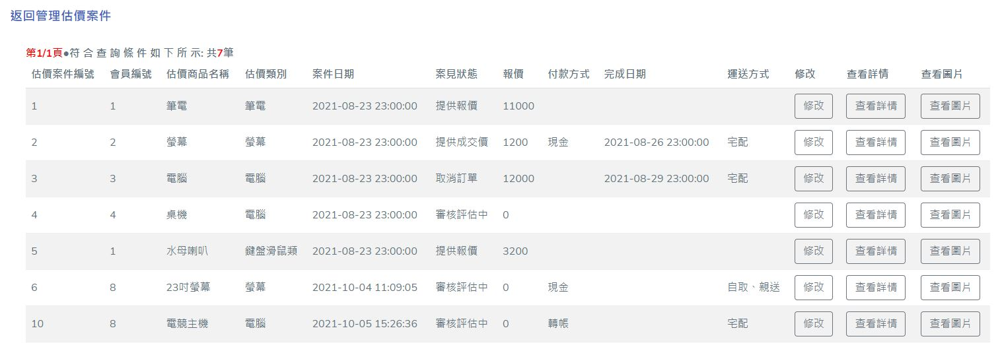 返回管理估價案件
第1/1頁●符 合 查 詢 條 件 如 下 所 示: 共7筆
估價案件編號 會員編號 估價商品名稱 估價類別 案件日期 案見狀態 報價 付款方式 完成日期 運送方式 修改 查看詳情 查看圖片
1 1 筆電 筆電 2021-08-23 23:00:00 提供報價 11000 修改 查看詳情 查看圖片
2 2 螢幕 螢幕 2021-08-23 23:00:00 提供成交價 1200 現金 2021-08-26 23:00:00 宅配 修改 查看詳情 查看圖片
3 3 電腦 電腦 2021-08-23 23:00:00 取消訂單 12000 2021-08-29 23:00:00 宅配 修改 查看詳情 查看圖片
4 4 桌機 電腦 2021-08-23 23:00:00 審核評估中 0 修改 查看詳情 查看圖片
5 1 水母喇叭 鍵盤滑鼠類 2021-08-23 23:00:00 提供報價 3200 修改 查看詳情 查看圖片
6 8 23吋螢幕 螢幕 2021-10-04 11:09:05 審核評估中 0 現金 自取、親送 修改 查看詳情 查看圖片
10 8 電競主機 電腦 2021-10-05 15:26:36 審核評估中 0 轉帳 宅配 修改 查看詳情 查看圖片